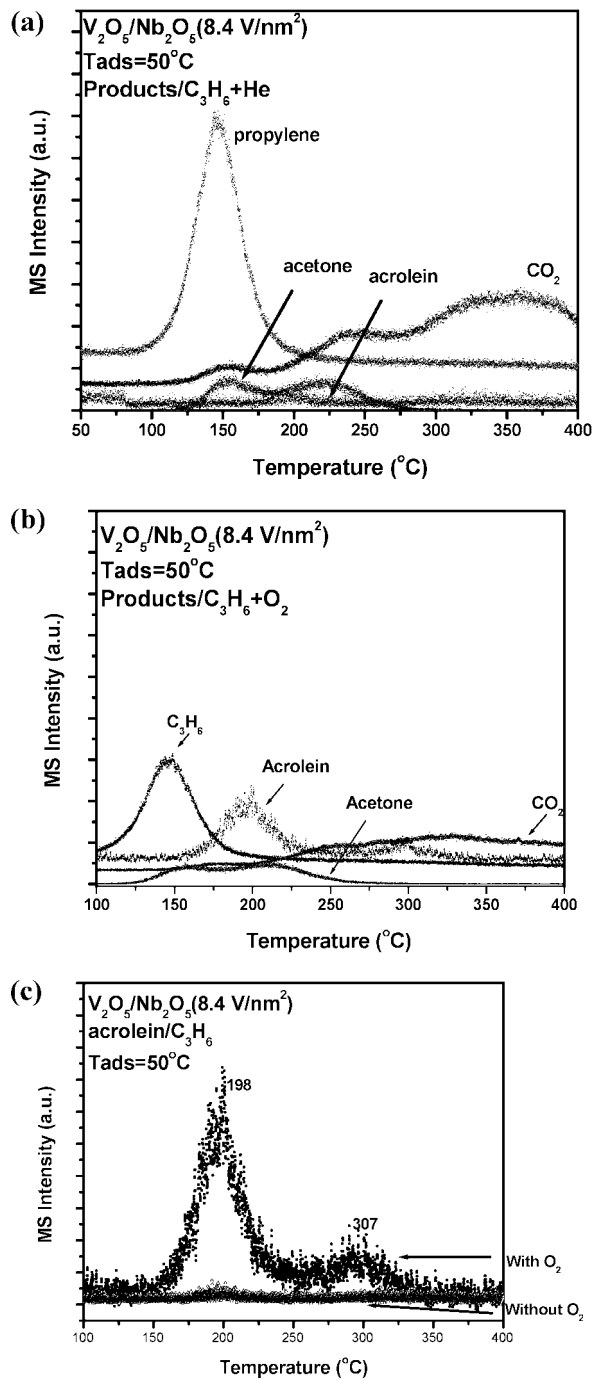 (a)
V₂O₅/Nb₂O₅(8.4 V/nm²)
Tads=50°C
Products/C₃H₆+He
propylene
acetone
acrolein
CO₂
MS Intensity (a.u.)
50 100 150 200 250 300 350 400
Temperature (°C)
(b)
V₂O₅/Nb₂O₅(8.4 V/nm²)
Tads=50°C
Products/C₃H₆+O₂
C₃H₆
Acrolein
Acetone
CO₂
MS Intensity (a.u.)
100 150 200 250 300 350 400
Temperature (°C)
(c)
V₂O₅/Nb₂O₅(8.4 V/nm²)
acrolein/C₃H₆
Tads=50°C
198
307
With O₂
Without O₂
MS Intensity (a.u.)
100 150 200 250 300 350 400
Temperature (°C)